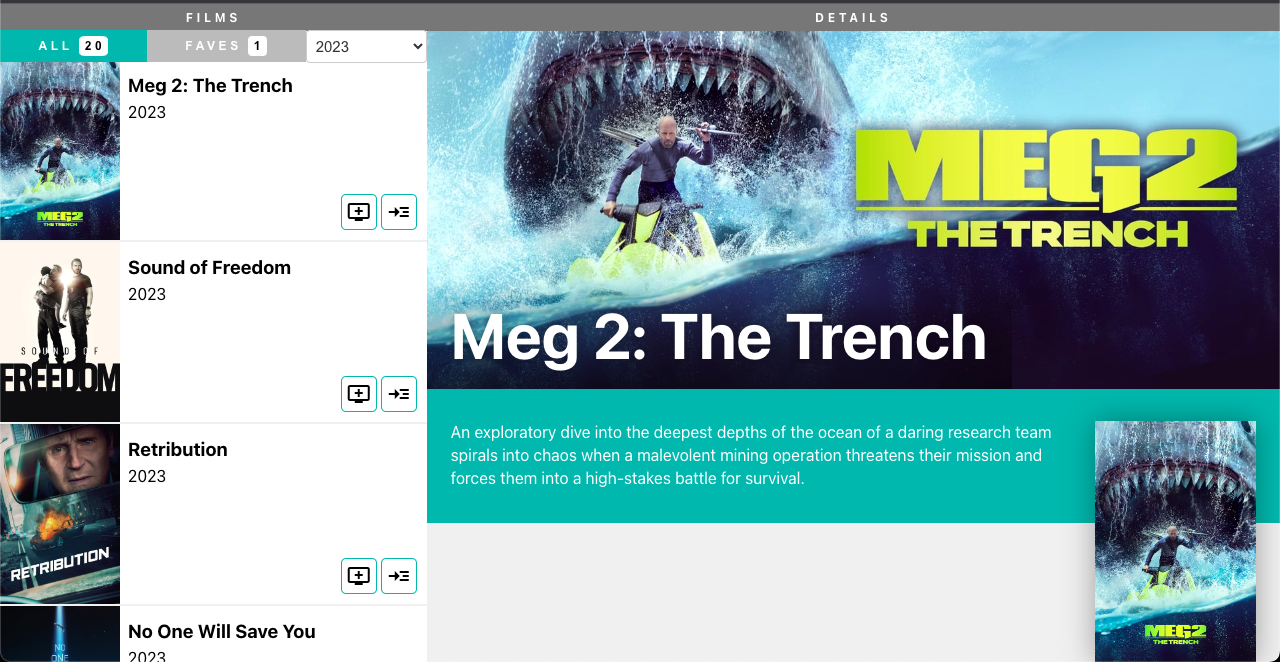 FILMS
DETAILS
ALL 20
FAVES 1
2023
Meg 2: The Trench
2023
MEG2
THE TRENCH
Sound of Freedom
2023
SOUND OF
FREEDOM
Retribution
2023
RETRIBUTION
No One Will Save You
2023
NO
ONE
MEG2
THE TRENCH
Meg 2: The Trench
An exploratory dive into the deepest depths of the ocean of a daring research team
spirals into chaos when a malevolent mining operation threatens their mission and
forces them into a high-stakes battle for survival.
MEG2
THE TRENCH